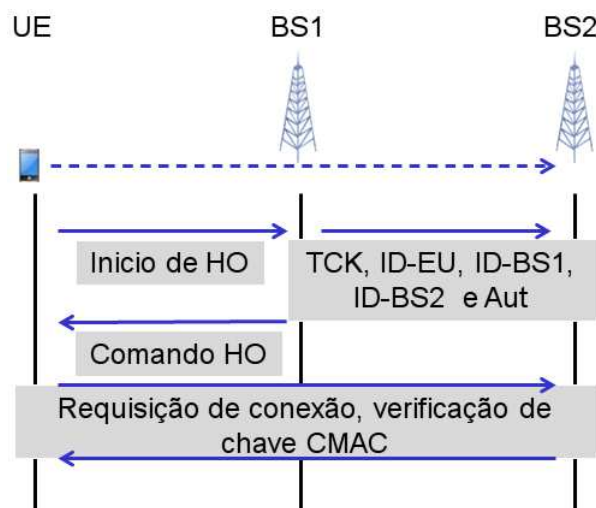 UE
BS1
BS2
Inicio de HO
TCK, ID-EU, ID-BS1,
ID-BS2 e Aut
Comando HO
Requisição de conexão, verificação de
chave CMAC